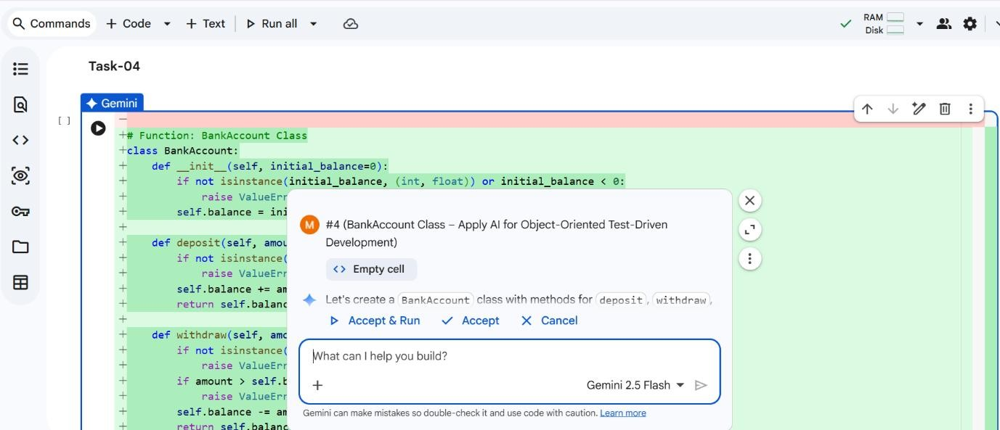 Commands + Code + Text Run all
RAM
Disk
Task-04
Gemini
[ ]
−
+# Function: BankAccount Class
+class BankAccount:
+    def __init__(self, initial_balance=0):
+        if not isinstance(initial_balance, (int, float)) or initial_balance < 0:
+            raise ValueErr
+        self.balance = ini
+
+    def deposit(self, amou
+        if not isinstance(
+            raise ValueErr
+        self.balance += am
+        return self.balanc
+
+    def withdraw(self, amo
+        if not isinstance(
+            raise ValueErr
+        if amount > self.b
+            raise ValueErr
+        self.balance -= am
+        return self.balanc
M
#4 (BankAccount Class – Apply AI for Object-Oriented Test-Driven
Development)
<> Empty cell
Let's create a BankAccount class with methods for deposit, withdraw,
Accept & Run Accept Cancel
What can I help you build?
+ Gemini 2.5 Flash
Gemini can make mistakes so double-check it and use code with caution. Learn more